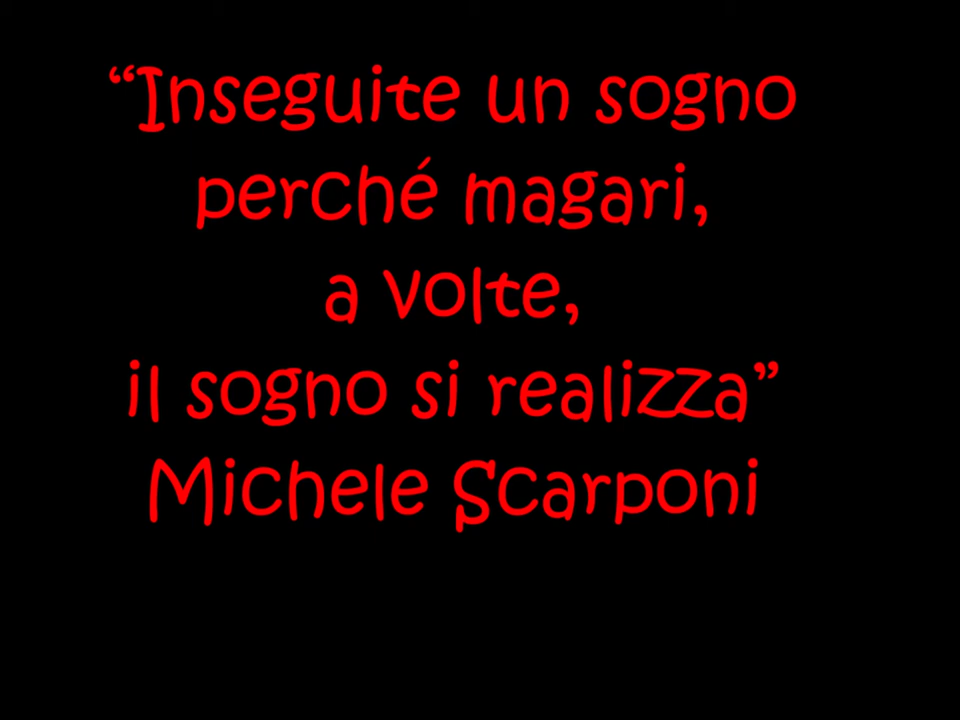 “Inseguite un sogno
perché magari,
a volte,
il sogno si realizza”
Michele Scarponi